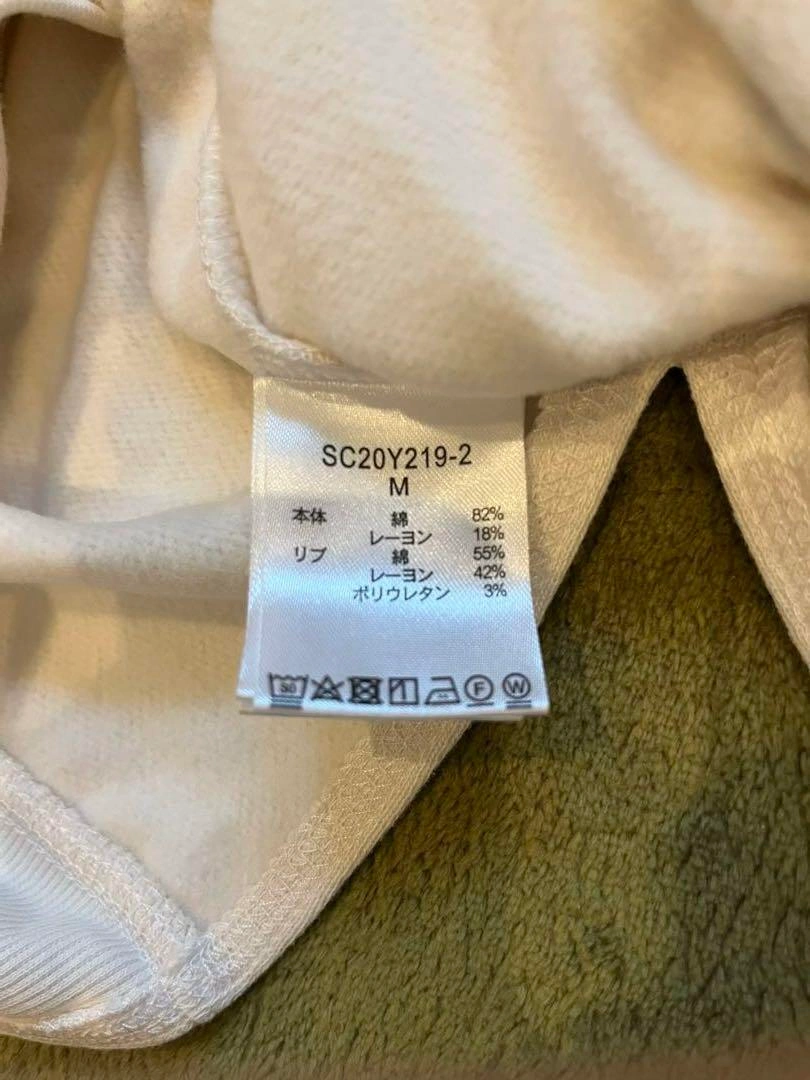 SC20Y219-2
M
本体 綿 82%
レーヨン 18%
リブ 綿 55%
レーヨン 42%
ポリウレタン 3%
F W